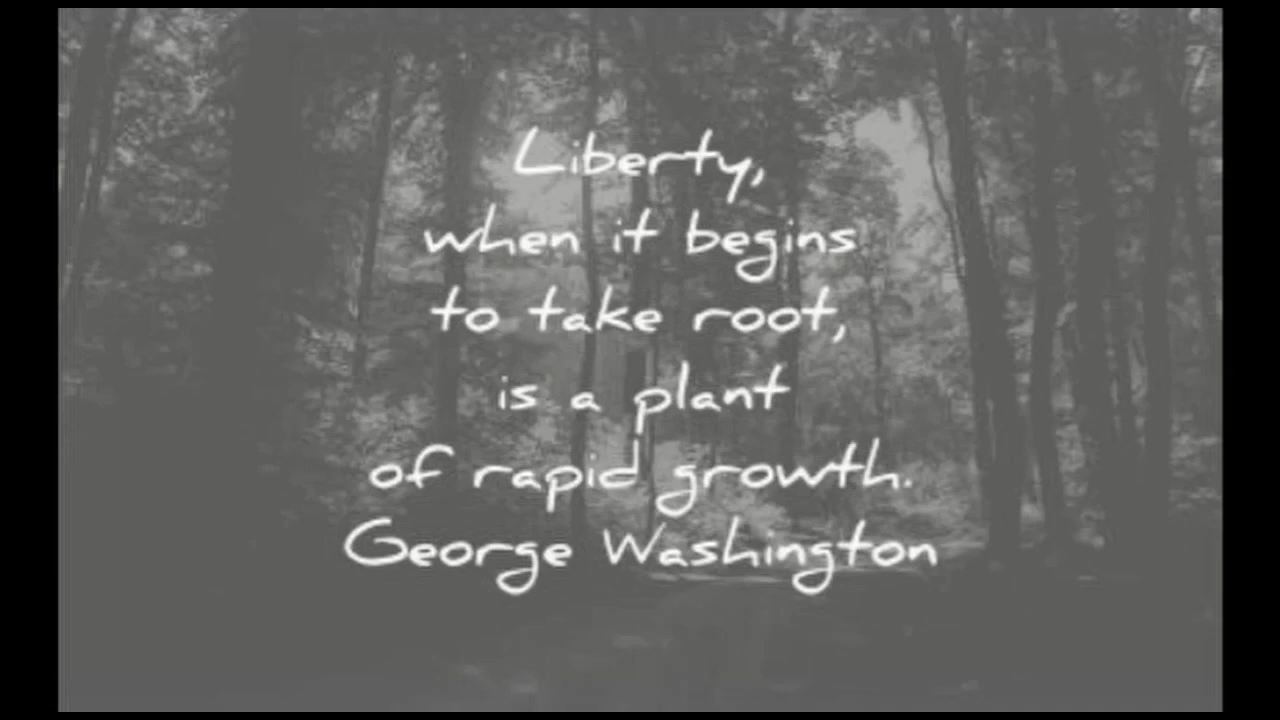 Liberty,
when it begins
to take root,
is a plant
of rapid growth.
George Washington